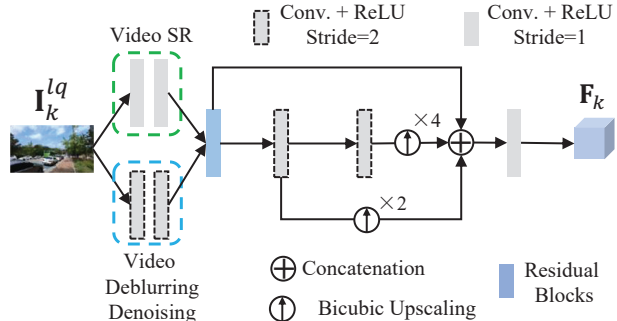 Conv. + ReLU
Stride=2
Conv. + ReLU
Stride=1
Video SR
I_k^{lq}
F_k
×4
×2
Video
Deblurring
Denoising
Concatenation
Bicubic Upscaling
Residual
Blocks